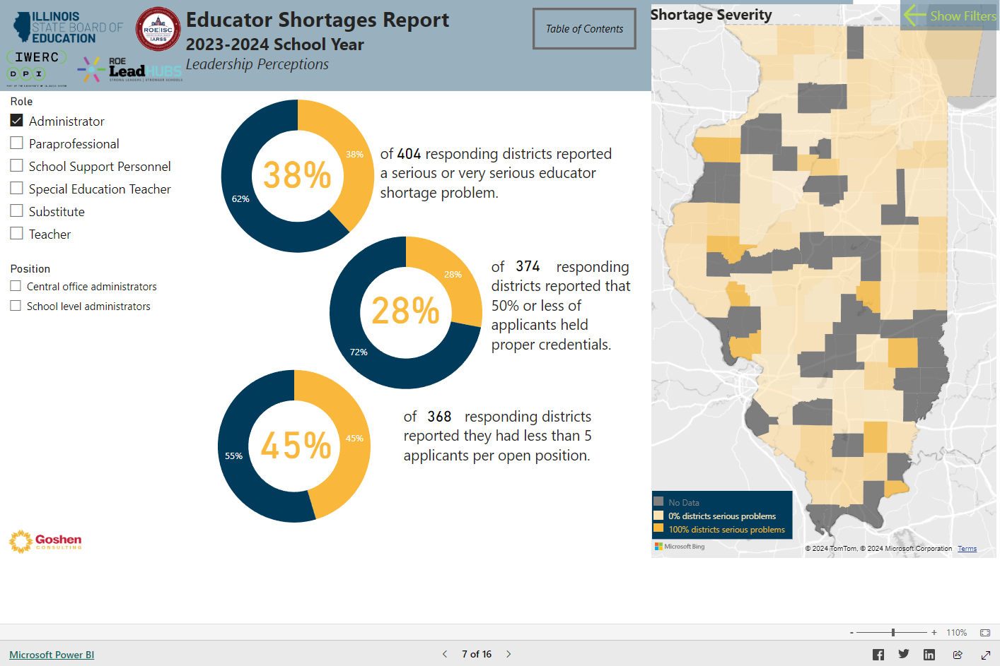 ILLINOIS
STATE BOARD OF
EDUCATION
ROE/ISC
IARSS
IWERC
DPI
ROE
LeadHUBS
STRONG LEADERS | STRONGER SCHOOLS
Educator Shortages Report
2023-2024 School Year
Leadership Perceptions
Table of Contents
Shortage Severity
Show Filters
Role
Administrator
Paraprofessional
School Support Personnel
Special Education Teacher
Substitute
Teacher
Position
Central office administrators
School level administrators
38%
38%
62%
of 404 responding districts reported
a serious or very serious educator
shortage problem.
28%
28%
72%
of 374 responding
districts reported that
50% or less of
applicants held
proper credentials.
45%
45%
55%
of 368 responding districts
reported they had less than 5
applicants per open position.
No Data
0% districts serious problems
100% districts serious problems
Microsoft Bing
© 2024 TomTom, © 2024 Microsoft Corporation Terms
Goshen
CONSULTING
- + 110%
Microsoft Power BI
7 of 16